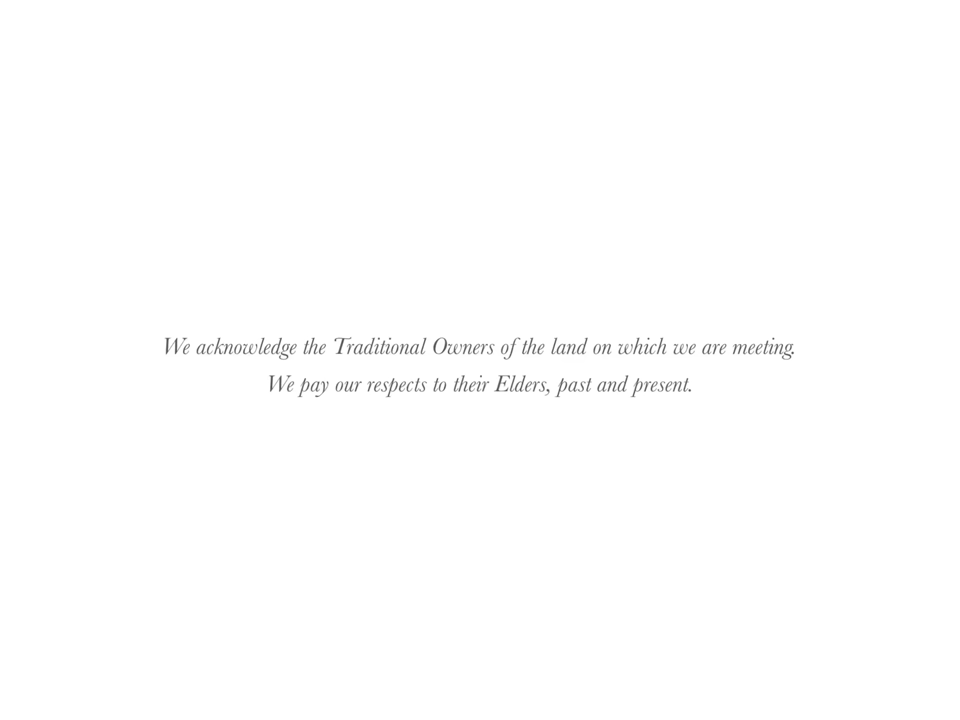 We acknowledge the Traditional Owners of the land on which we are meeting.
We pay our respects to their Elders, past and present.